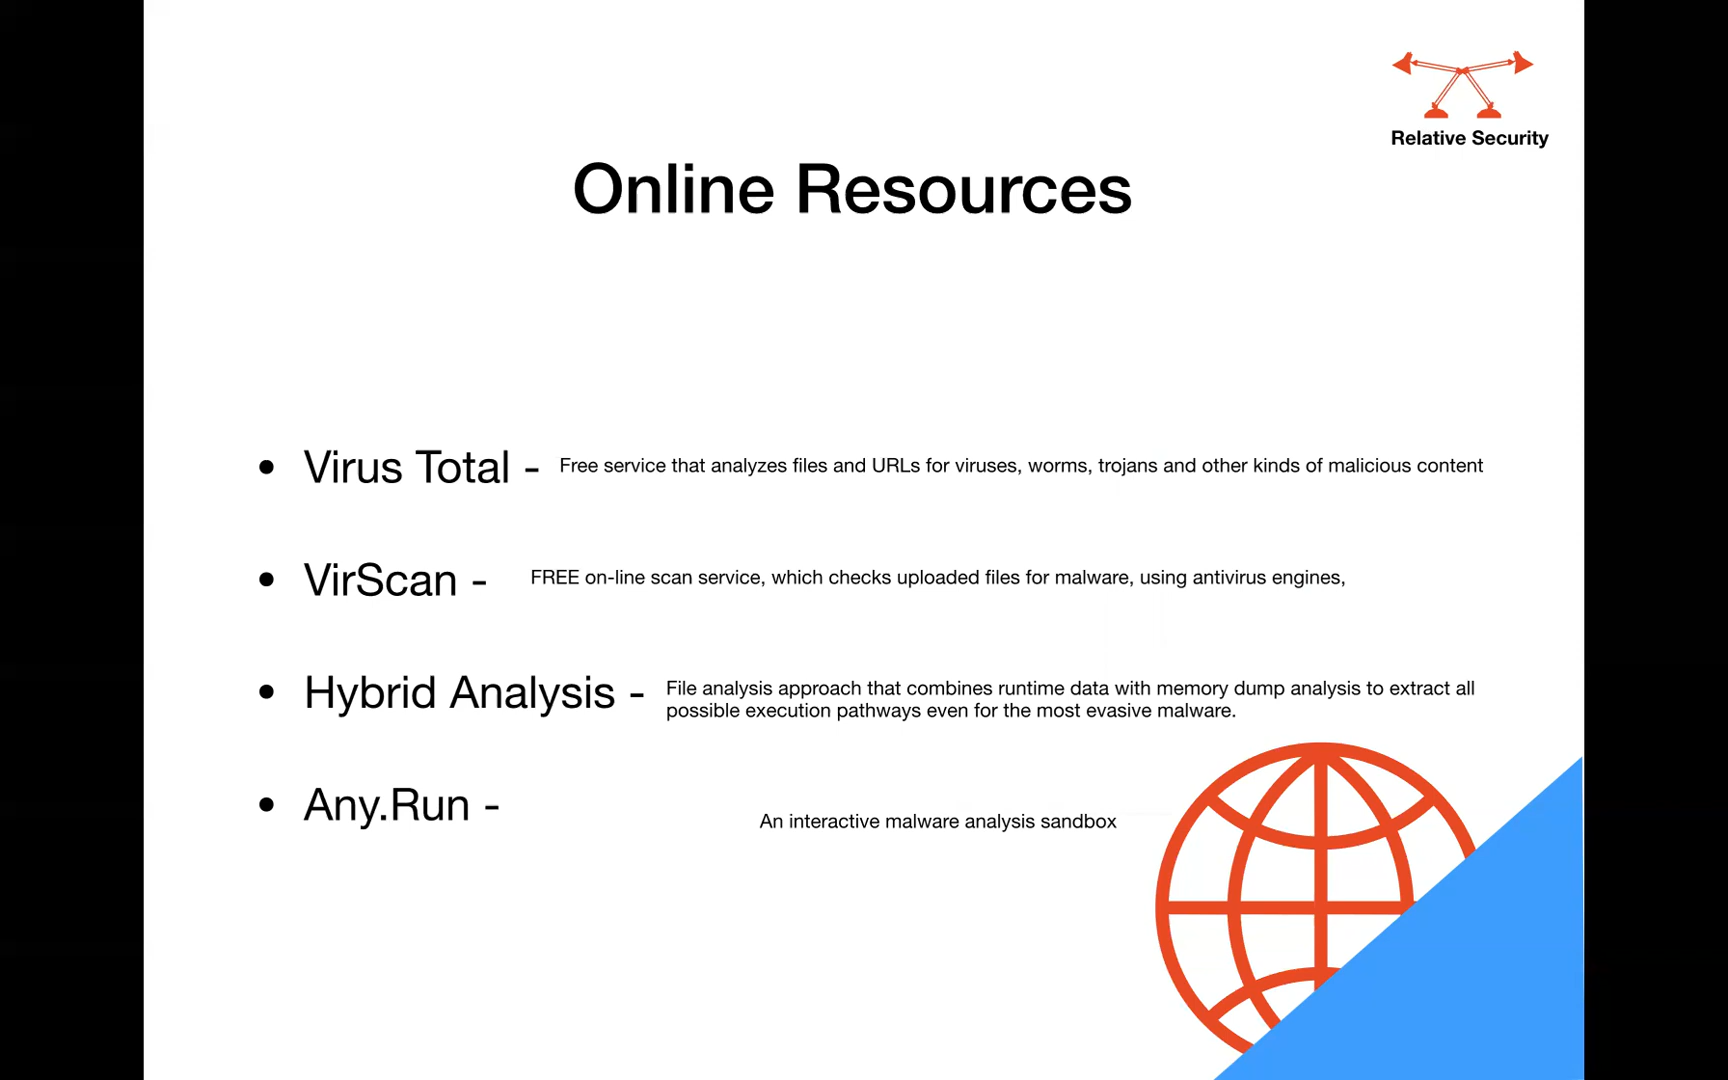 Relative Security
Online Resources
• Virus Total - Free service that analyzes files and URLs for viruses, worms, trojans and other kinds of malicious content
• VirScan - FREE on-line scan service, which checks uploaded files for malware, using antivirus engines,
• Hybrid Analysis - File analysis approach that combines runtime data with memory dump analysis to extract all
possible execution pathways even for the most evasive malware.
• Any.Run - An interactive malware analysis sandbox